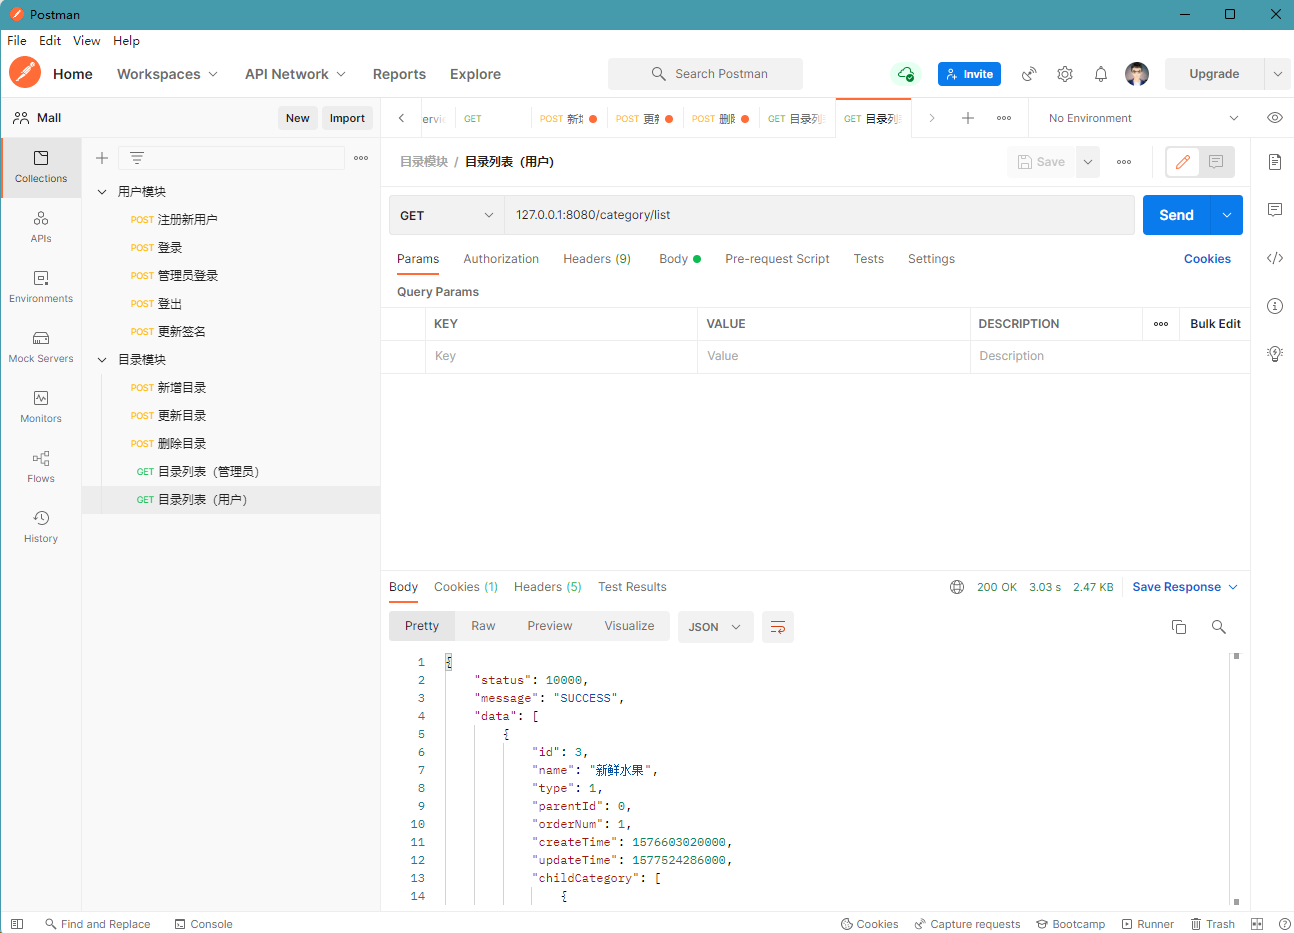 Postman
File Edit View Help
Home Workspaces API Network Reports Explore Search Postman Invite Upgrade
Mall New Import
GET POST 新增 POST 更新 POST 删除 GET 目录列表 GET 目录列表 No Environment
目录模块 / 目录列表（用户） Save
Collections
APIs
Environments
Mock Servers
Monitors
Flows
History
用户模块
POST 注册新用户
POST 登录
POST 管理员登录
POST 登出
POST 更新签名
目录模块
POST 新增目录
POST 更新目录
POST 删除目录
GET 目录列表（管理员）
GET 目录列表（用户）
GET 127.0.0.1:8080/category/list Send
Params Authorization Headers (9) Body Pre-request Script Tests Settings Cookies
Query Params
KEY VALUE DESCRIPTION Bulk Edit
Key Value Description
Body Cookies (1) Headers (5) Test Results 200 OK 3.03 s 2.47 KB Save Response
Pretty Raw Preview Visualize JSON
1 {
2 "status": 10000,
3 "message": "SUCCESS",
4 "data": [
5 {
6 "id": 3,
7 "name": "新鲜水果",
8 "type": 1,
9 "parentId": 0,
10 "orderNum": 1,
11 "createTime": 1576603020000,
12 "updateTime": 1577524286000,
13 "childCategory": [
14 {
Find and Replace Console Cookies Capture requests Bootcamp Runner Trash